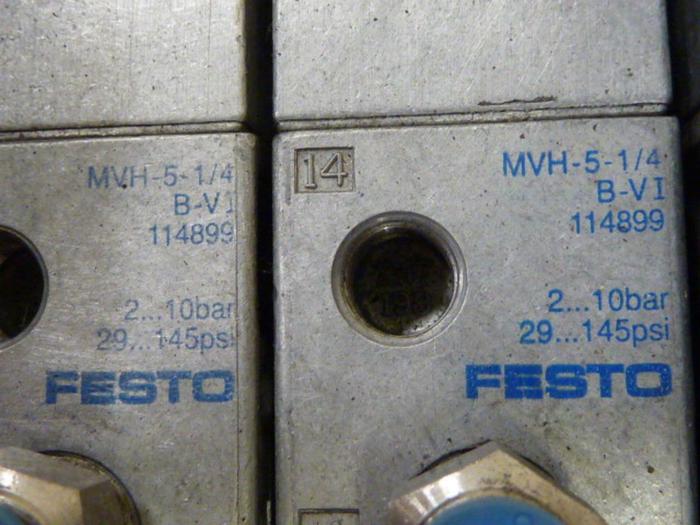 MVH-5-1/4
B-VI
114899
2...10bar
29...145psi
FESTO
14
MVH-5-1/4
B-VI
114899
2...10bar
29...145psi
FESTO